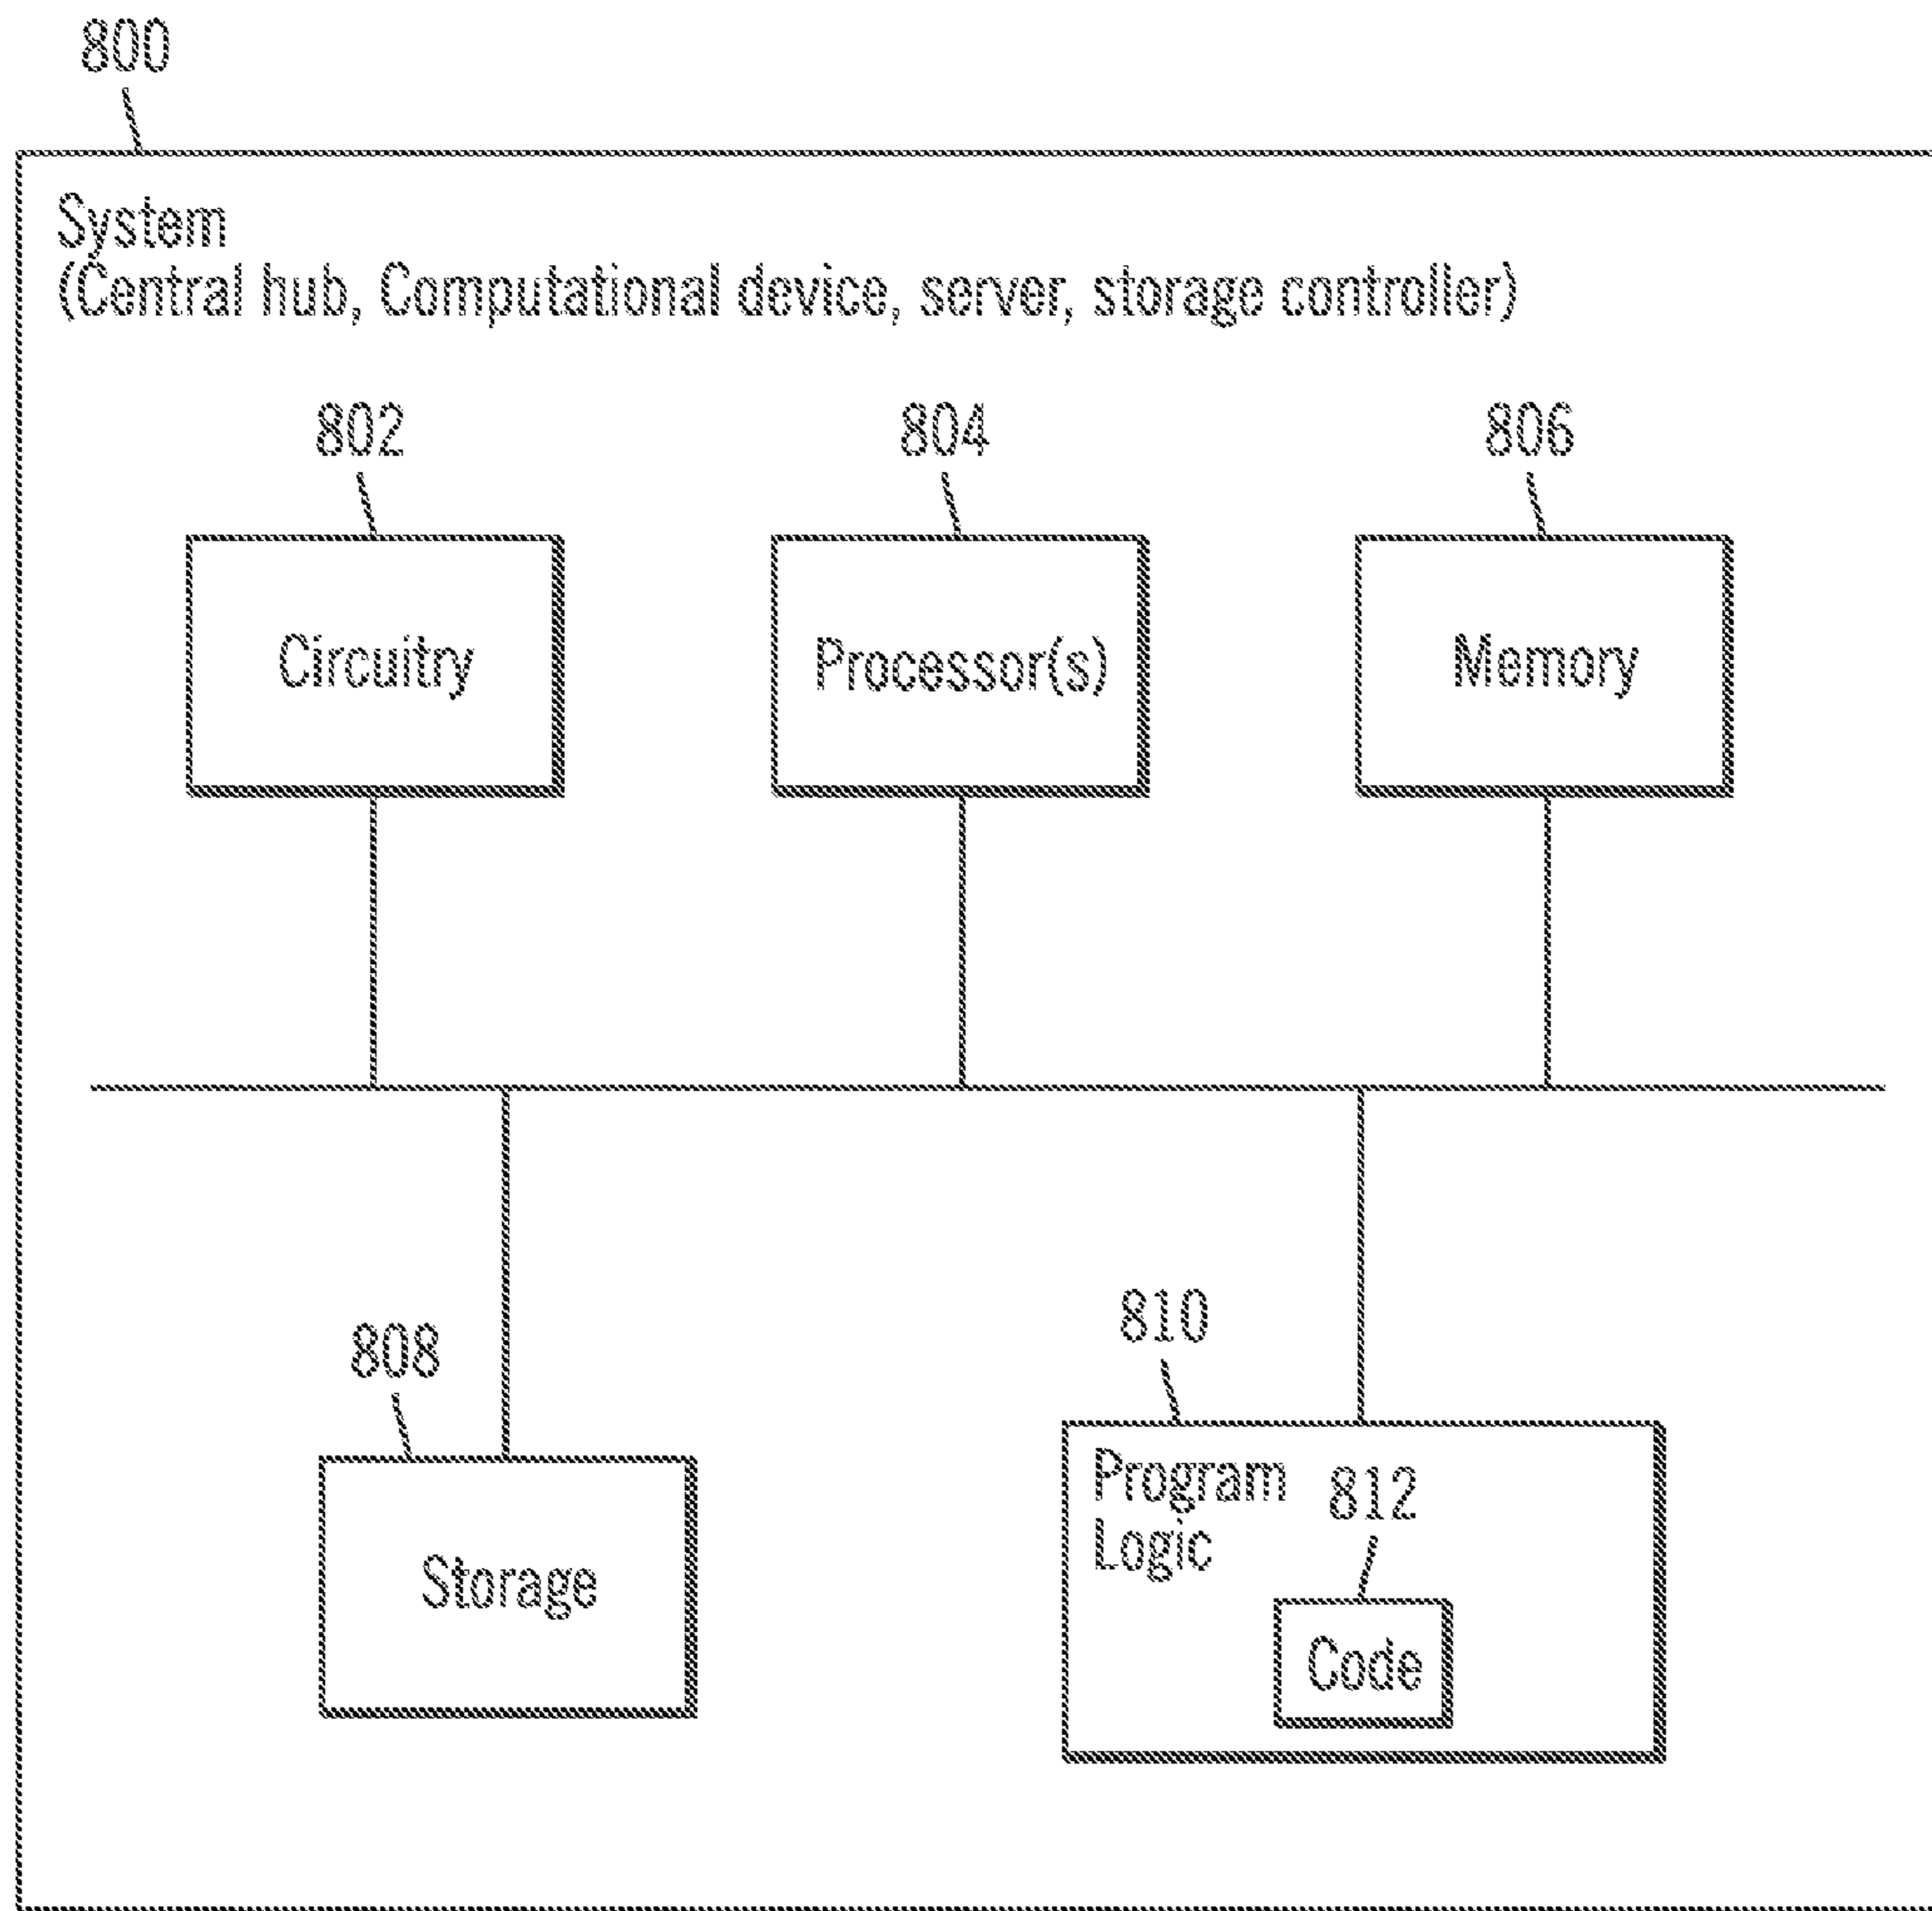 800
System
(Central hub, Computational device, server, storage controller)
802
804
806
Circuitry
Processor(s)
Memory
808
810
Storage
Program
Logic
812
Code